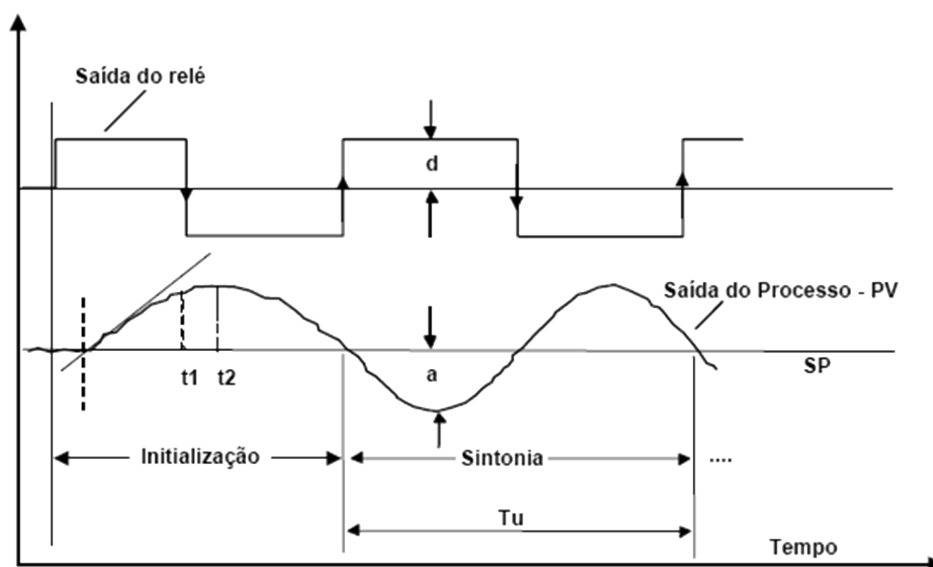 Saída do relé
d
Saída do Processo - PV
SP
t1 t2
a
Initialização
Sintonia
....
Tu
Tempo